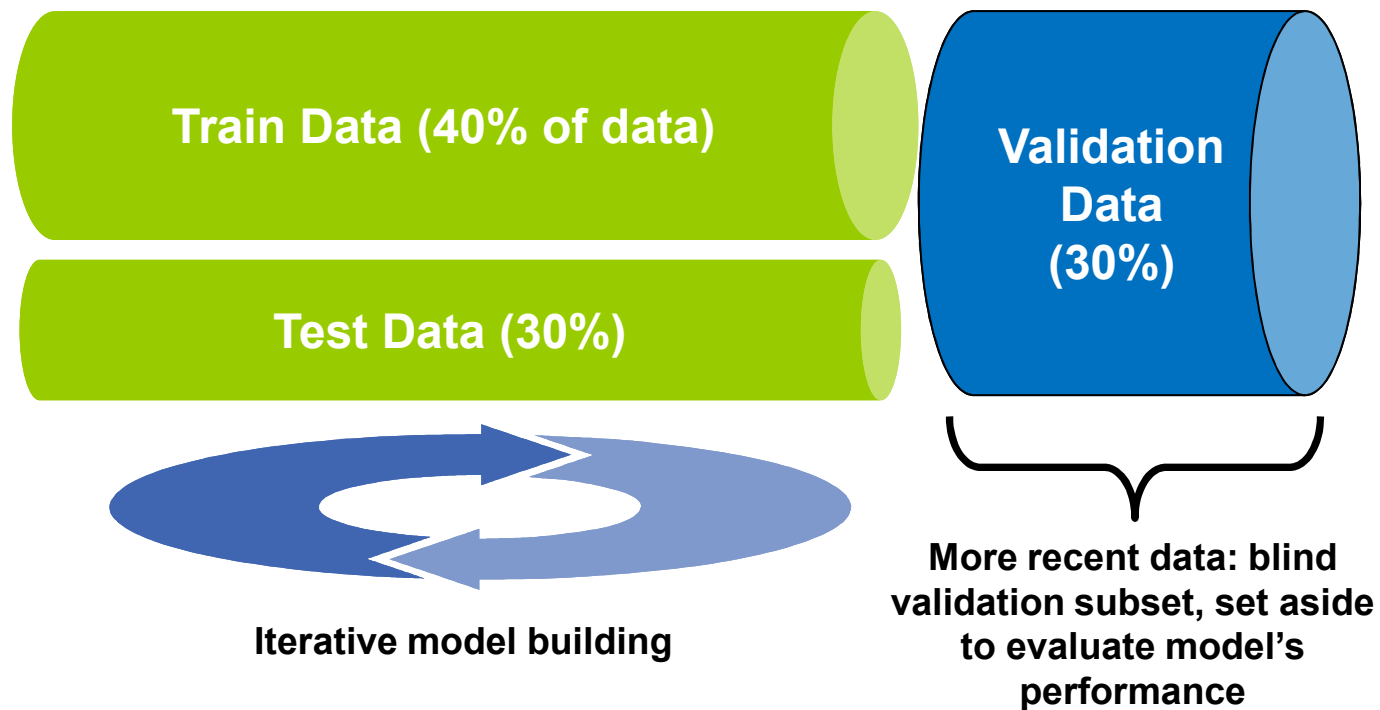 Train Data (40% of data)
Test Data (30%)
Validation
Data
(30%)
Iterative model building
More recent data: blind
validation subset, set aside
to evaluate model’s
performance